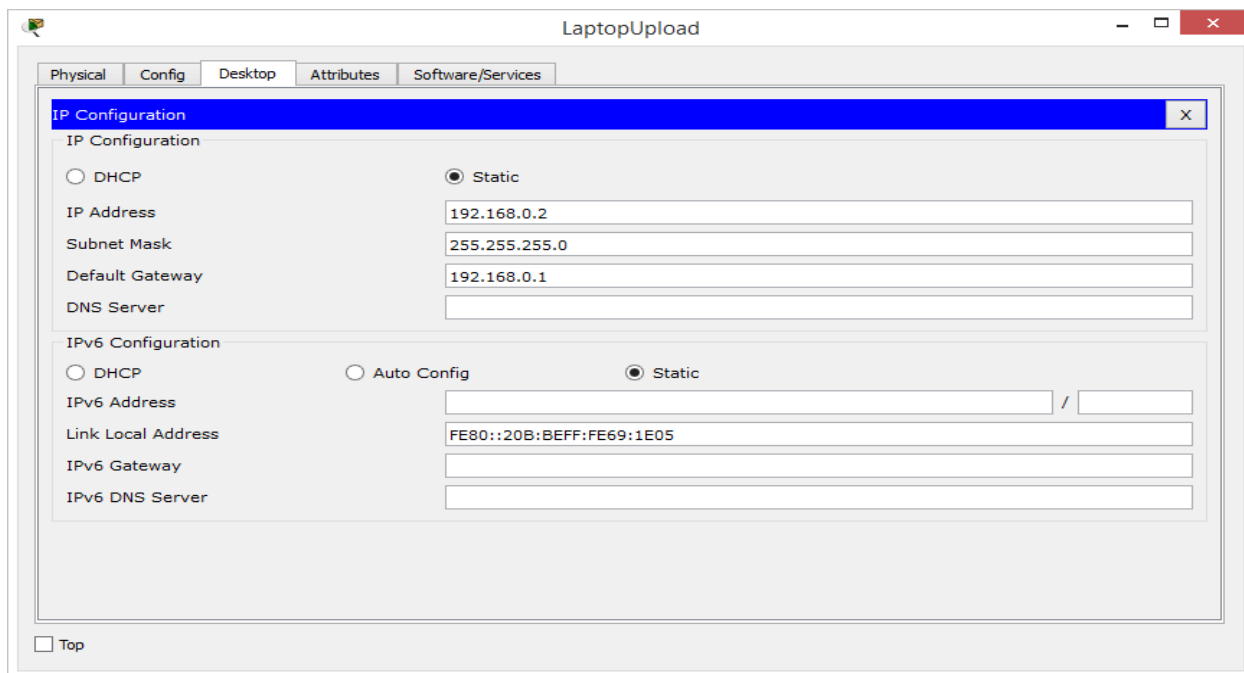 LaptopUpload
Physical Config Desktop Attributes Software/Services
IP Configuration X
IP Configuration
DHCP Static
IP Address 192.168.0.2
Subnet Mask 255.255.255.0
Default Gateway 192.168.0.1
DNS Server
IPv6 Configuration
DHCP Auto Config Static
IPv6 Address /
Link Local Address FE80::20B:BEFF:FE69:1E05
IPv6 Gateway
IPv6 DNS Server
Top